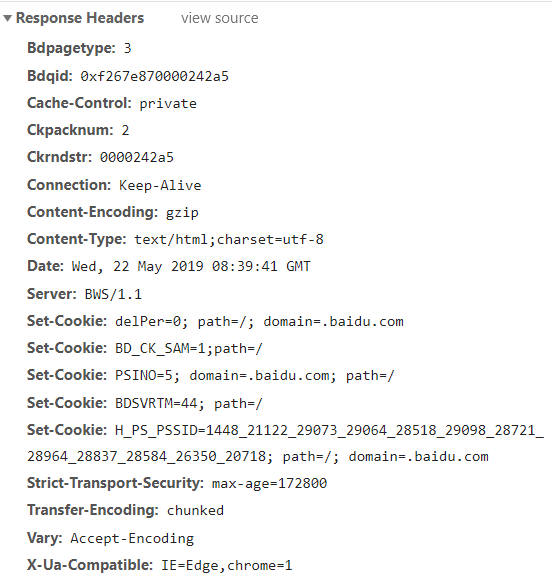 Response Headers view source
Bdpagetype: 3
Bdqid: 0xf267e870000242a5
Cache-Control: private
Ckpacknum: 2
Ckrndstr: 0000242a5
Connection: Keep-Alive
Content-Encoding: gzip
Content-Type: text/html;charset=utf-8
Date: Wed, 22 May 2019 08:39:41 GMT
Server: BWS/1.1
Set-Cookie: delPer=0; path=/; domain=.baidu.com
Set-Cookie: BD_CK_SAM=1;path=/
Set-Cookie: PSINO=5; domain=.baidu.com; path=/
Set-Cookie: BDSVRTM=44; path=/
Set-Cookie: H_PS_PSSID=1448_21122_29073_29064_28518_29098_28721_
28964_28837_28584_26350_20718; path=/; domain=.baidu.com
Strict-Transport-Security: max-age=172800
Transfer-Encoding: chunked
Vary: Accept-Encoding
X-Ua-Compatible: IE=Edge,chrome=1